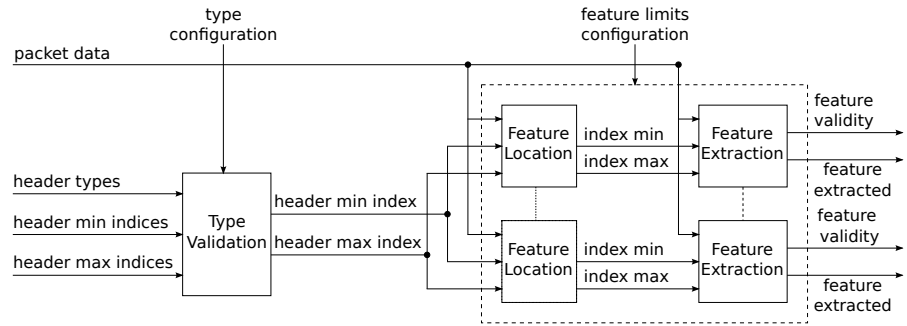 type
configuration
feature limits
configuration
packet data
feature
validity
Feature
Location
index min
index max
Feature
Extraction
feature
extracted
header types
header min indices
header max indices
Type
Validation
header min index
header max index
Feature
Location
index min
index max
Feature
Extraction
feature
validity
feature
extracted